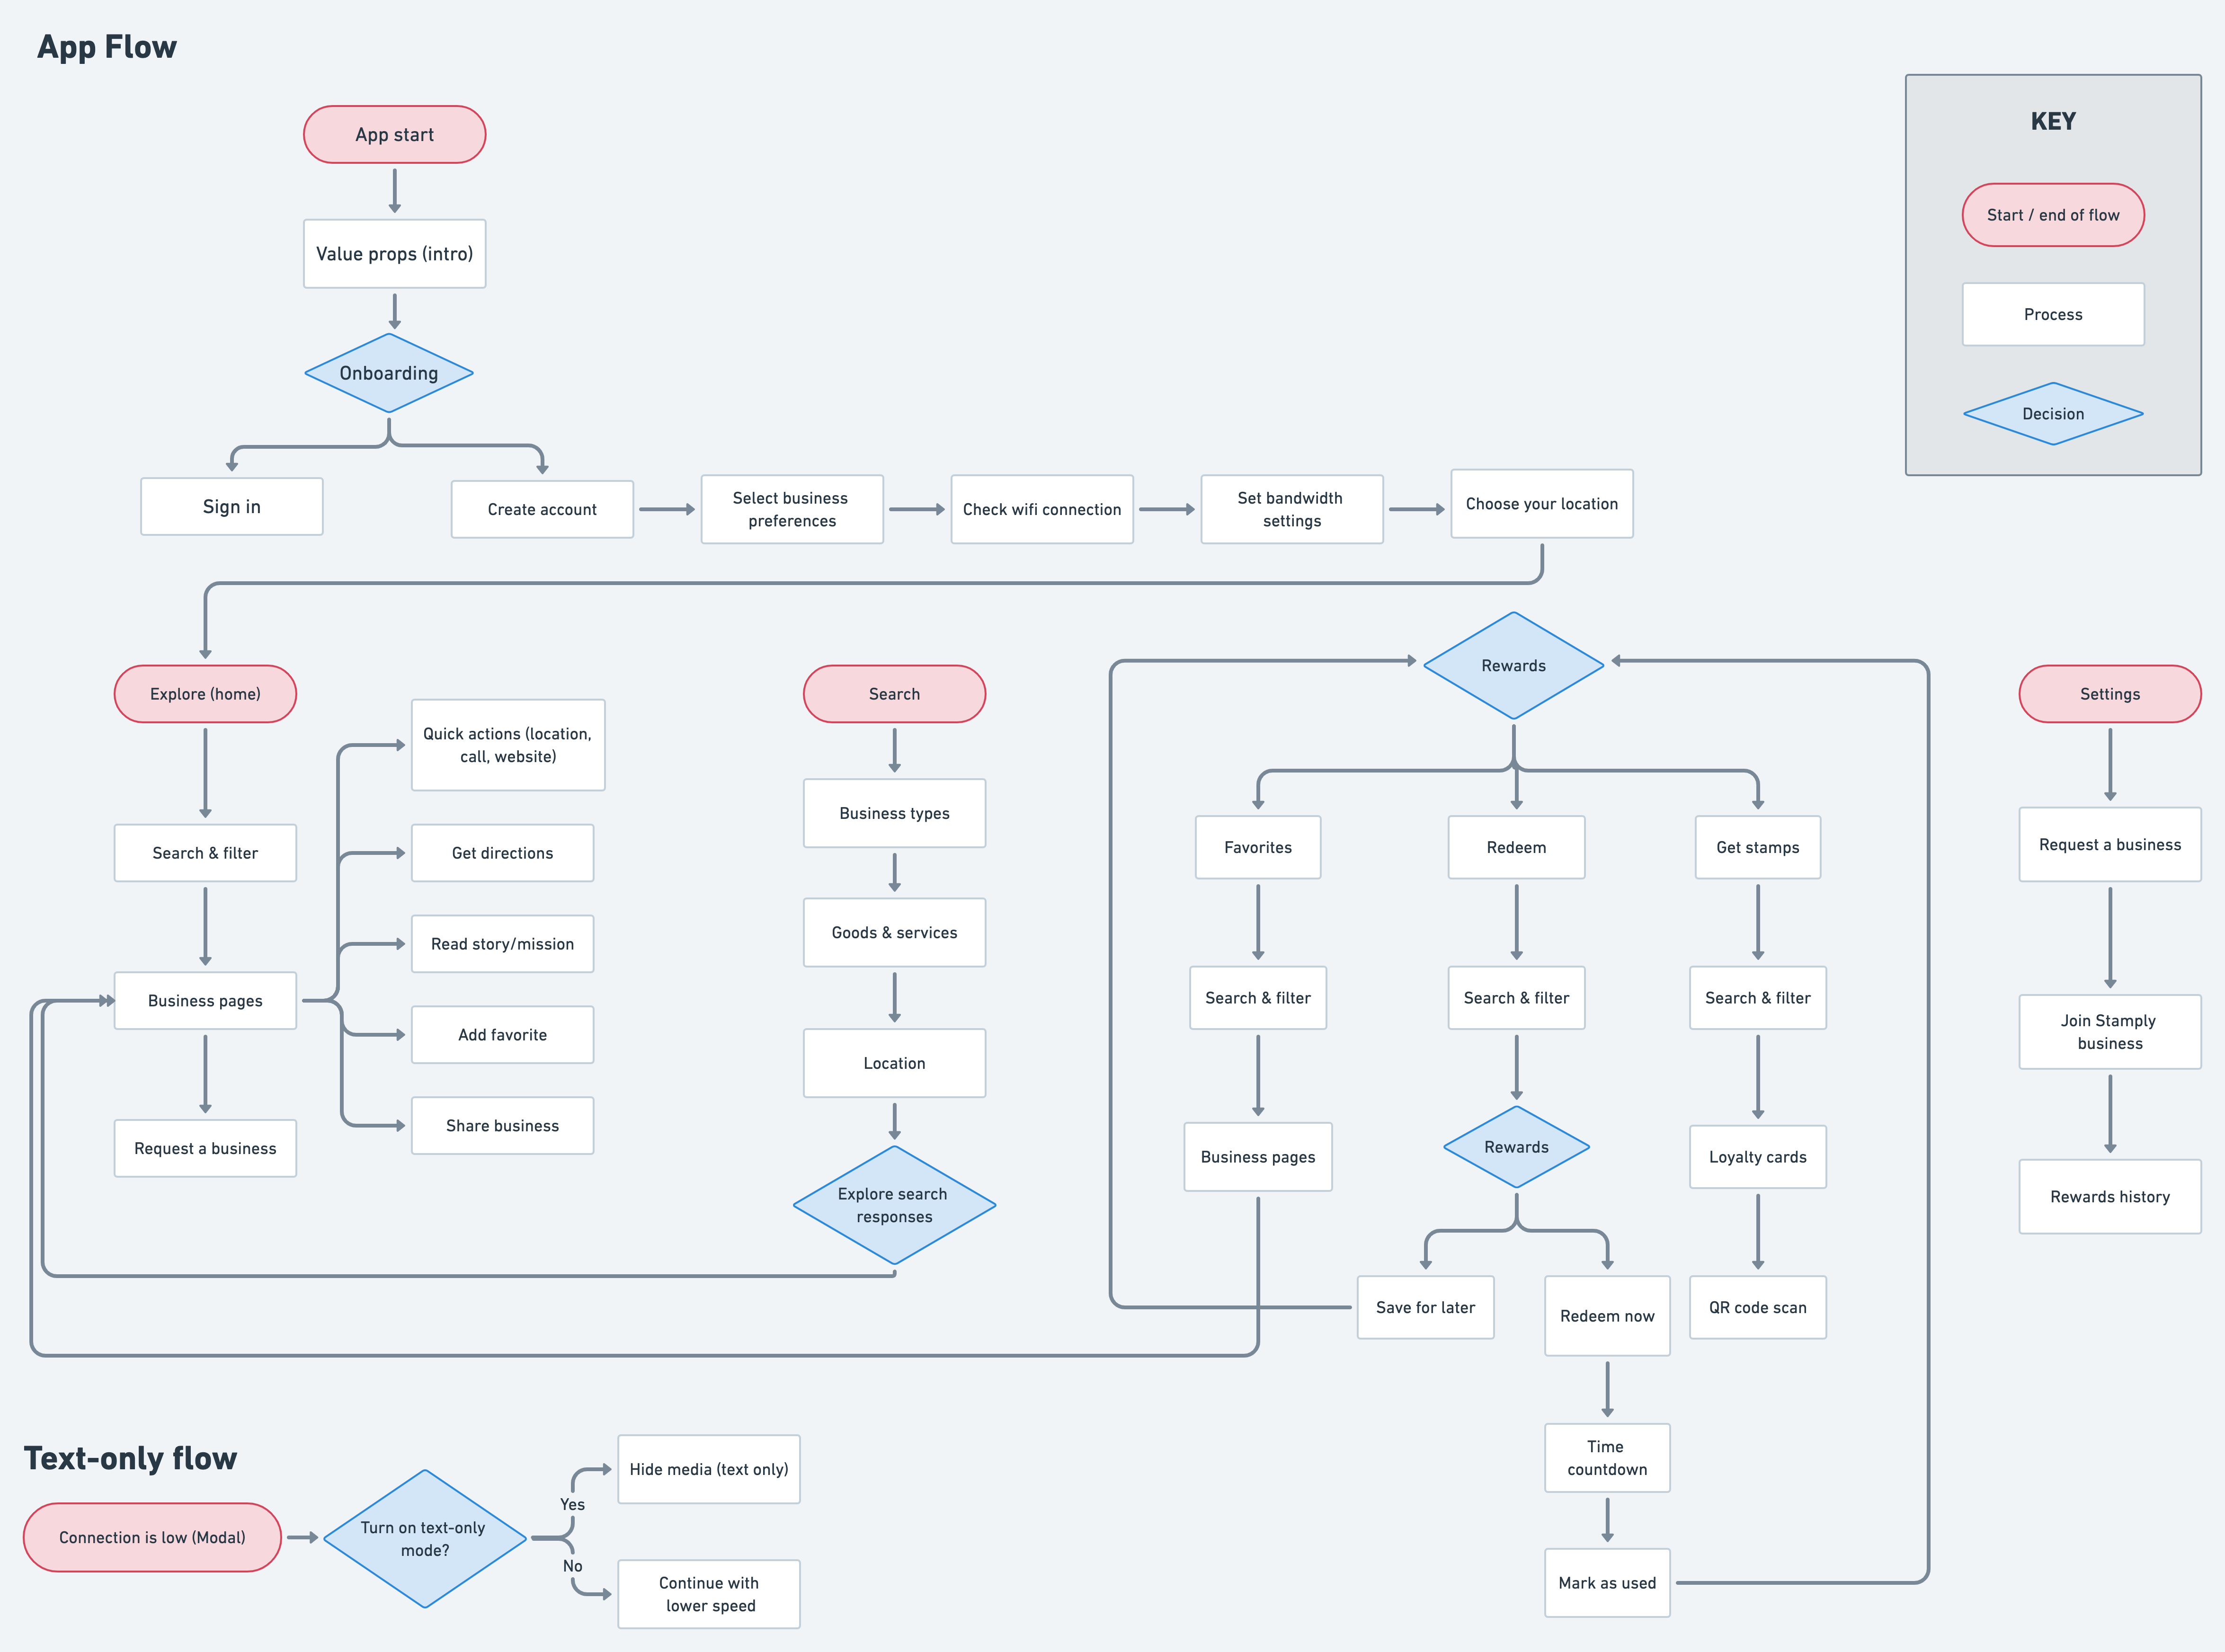 App Flow
KEY
App start
Start / end of flow
Value props (intro)
Process
Onboarding
Decision
Sign in
Create account
Select business
preferences
Check wifi connection
Set bandwidth
settings
Choose your location
Explore (home)
Search & filter
Business pages
Request a business
Quick actions (location,
call, website)
Get directions
Read story/mission
Add favorite
Share business
Search
Business types
Goods & services
Location
Explore search
responses
Rewards
Favorites
Search & filter
Business pages
Redeem
Search & filter
Rewards
Save for later
Redeem now
Time
countdown
Mark as used
Get stamps
Search & filter
Loyalty cards
QR code scan
Settings
Request a business
Join Stamply
business
Rewards history
Text-only flow
Connection is low (Modal)
Turn on text-only
mode?
Yes
Hide media (text only)
No
Continue with
lower speed